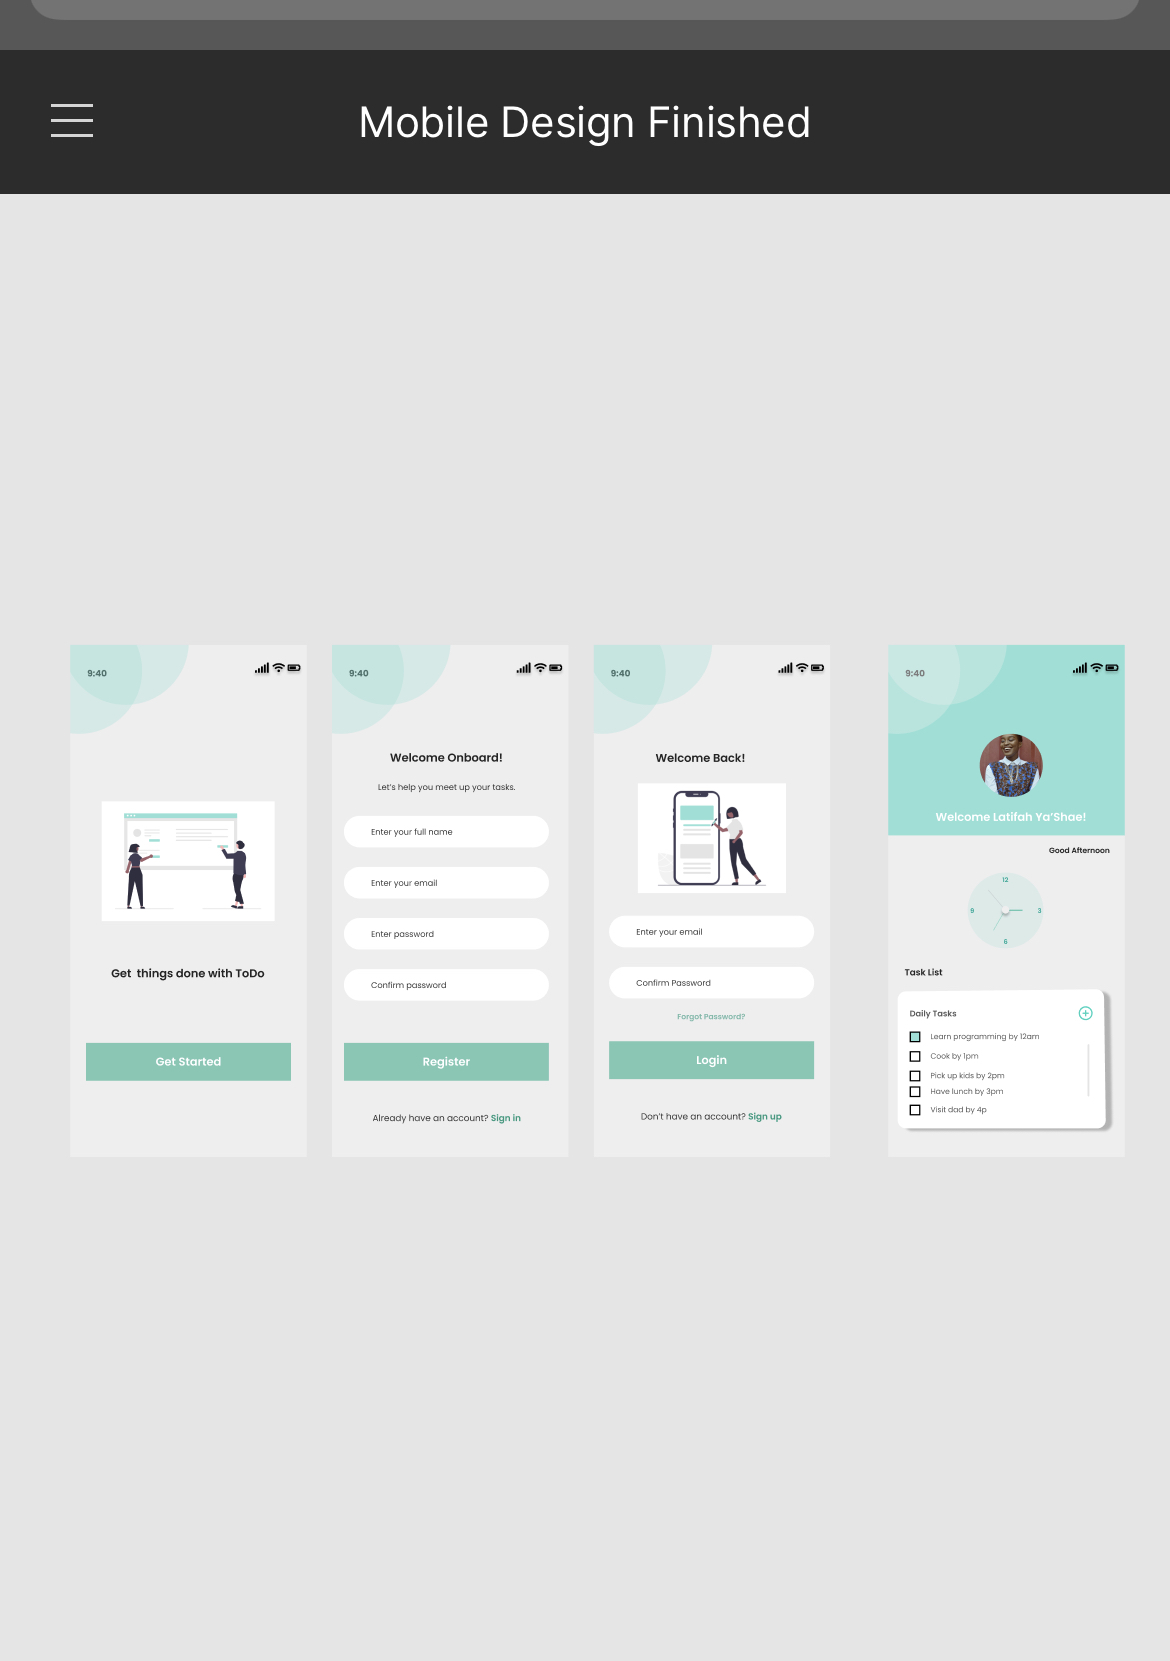 Mobile Design Finished
9:40
Get things done with ToDo
Get Started
9:40
Welcome Onboard!
Let's help you meet up your tasks.
Enter your full name
Enter your email
Enter password
Confirm password
Register
Already have an account? Sign in
9:40
Welcome Back!
Enter your email
Confirm Password
Forgot Password?
Login
Don't have an account? Sign up
9:40
Welcome Latifah Ya'Shae!
Good Afternoon
12
9
3
6
Task List
Daily Tasks
Learn programming by 12am
Cook by 1pm
Pick up kids by 2pm
Have lunch by 3pm
Visit dad by 4p